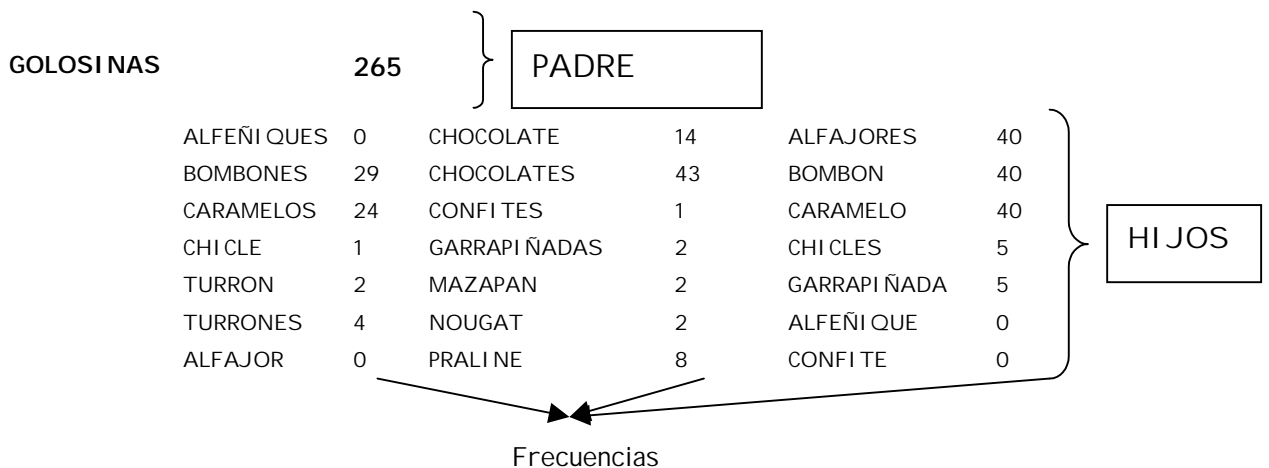 GOLOSINAS 265 PADRE
ALFEÑIQUES 0 CHOCOLATE 14 ALFAJORES 40
BOMBONES 29 CHOCOLATES 43 BOMBON 40
CARAMELOS 24 CONFITES 1 CARAMELO 40
CHICLE 1 GARRAPIÑADAS 2 CHICLES 5
TURRON 2 MAZAPAN 2 GARRAPIÑADA 5
TURRONES 4 NOUGAT 2 ALFEÑIQUE 0
ALFAJOR 0 PRALINE 8 CONFITE 0
HIJOS
Frecuencias